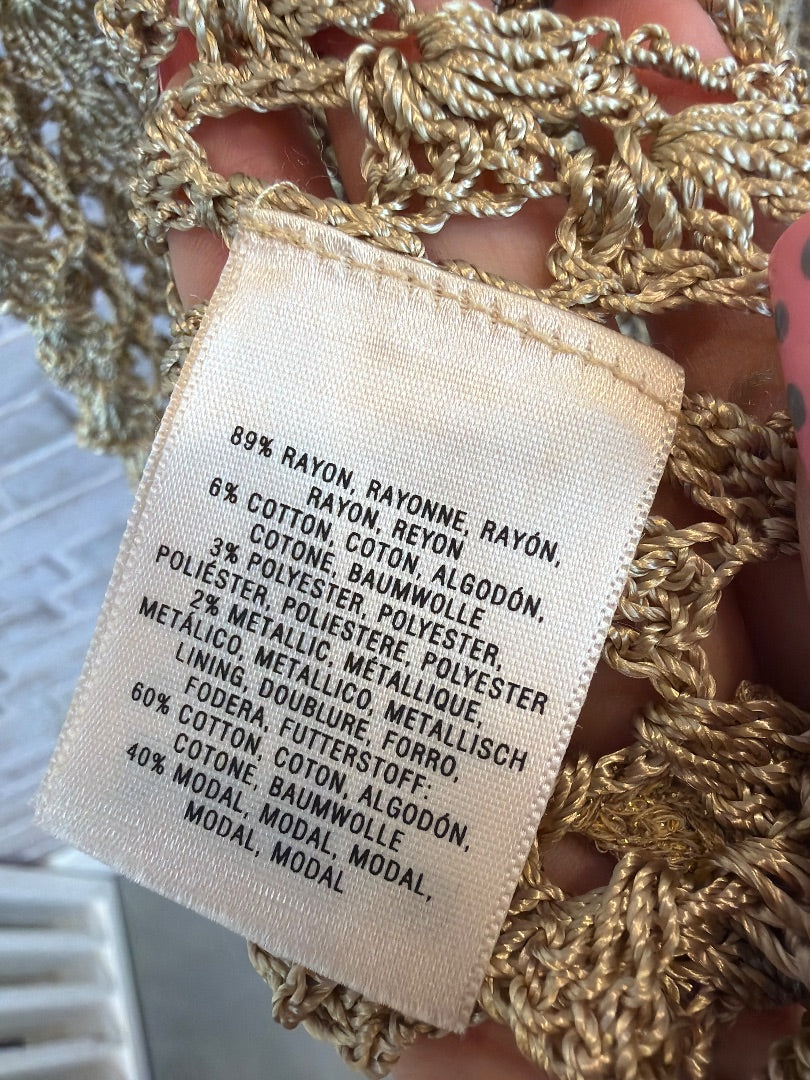 89% RAYON, RAYONNE, RAYÓN,
RAYON, REYON
6% COTTON, COTON, ALGODÓN,
COTONE, BAUMWOLLE
3% POLYESTER, POLYESTER,
POLIÉSTER, POLIESTERE, POLYESTER
2% METALLIC, MÉTALLIQUE,
METÁLICO, METALLICO, METALLISCH
LINING, DOUBLURE, FORRO,
FODERA, FUTTERSTOFF:
60% COTTON, COTON, ALGODÓN,
COTONE, BAUMWOLLE
40% MODAL, MODAL, MODAL,
MODAL, MODAL